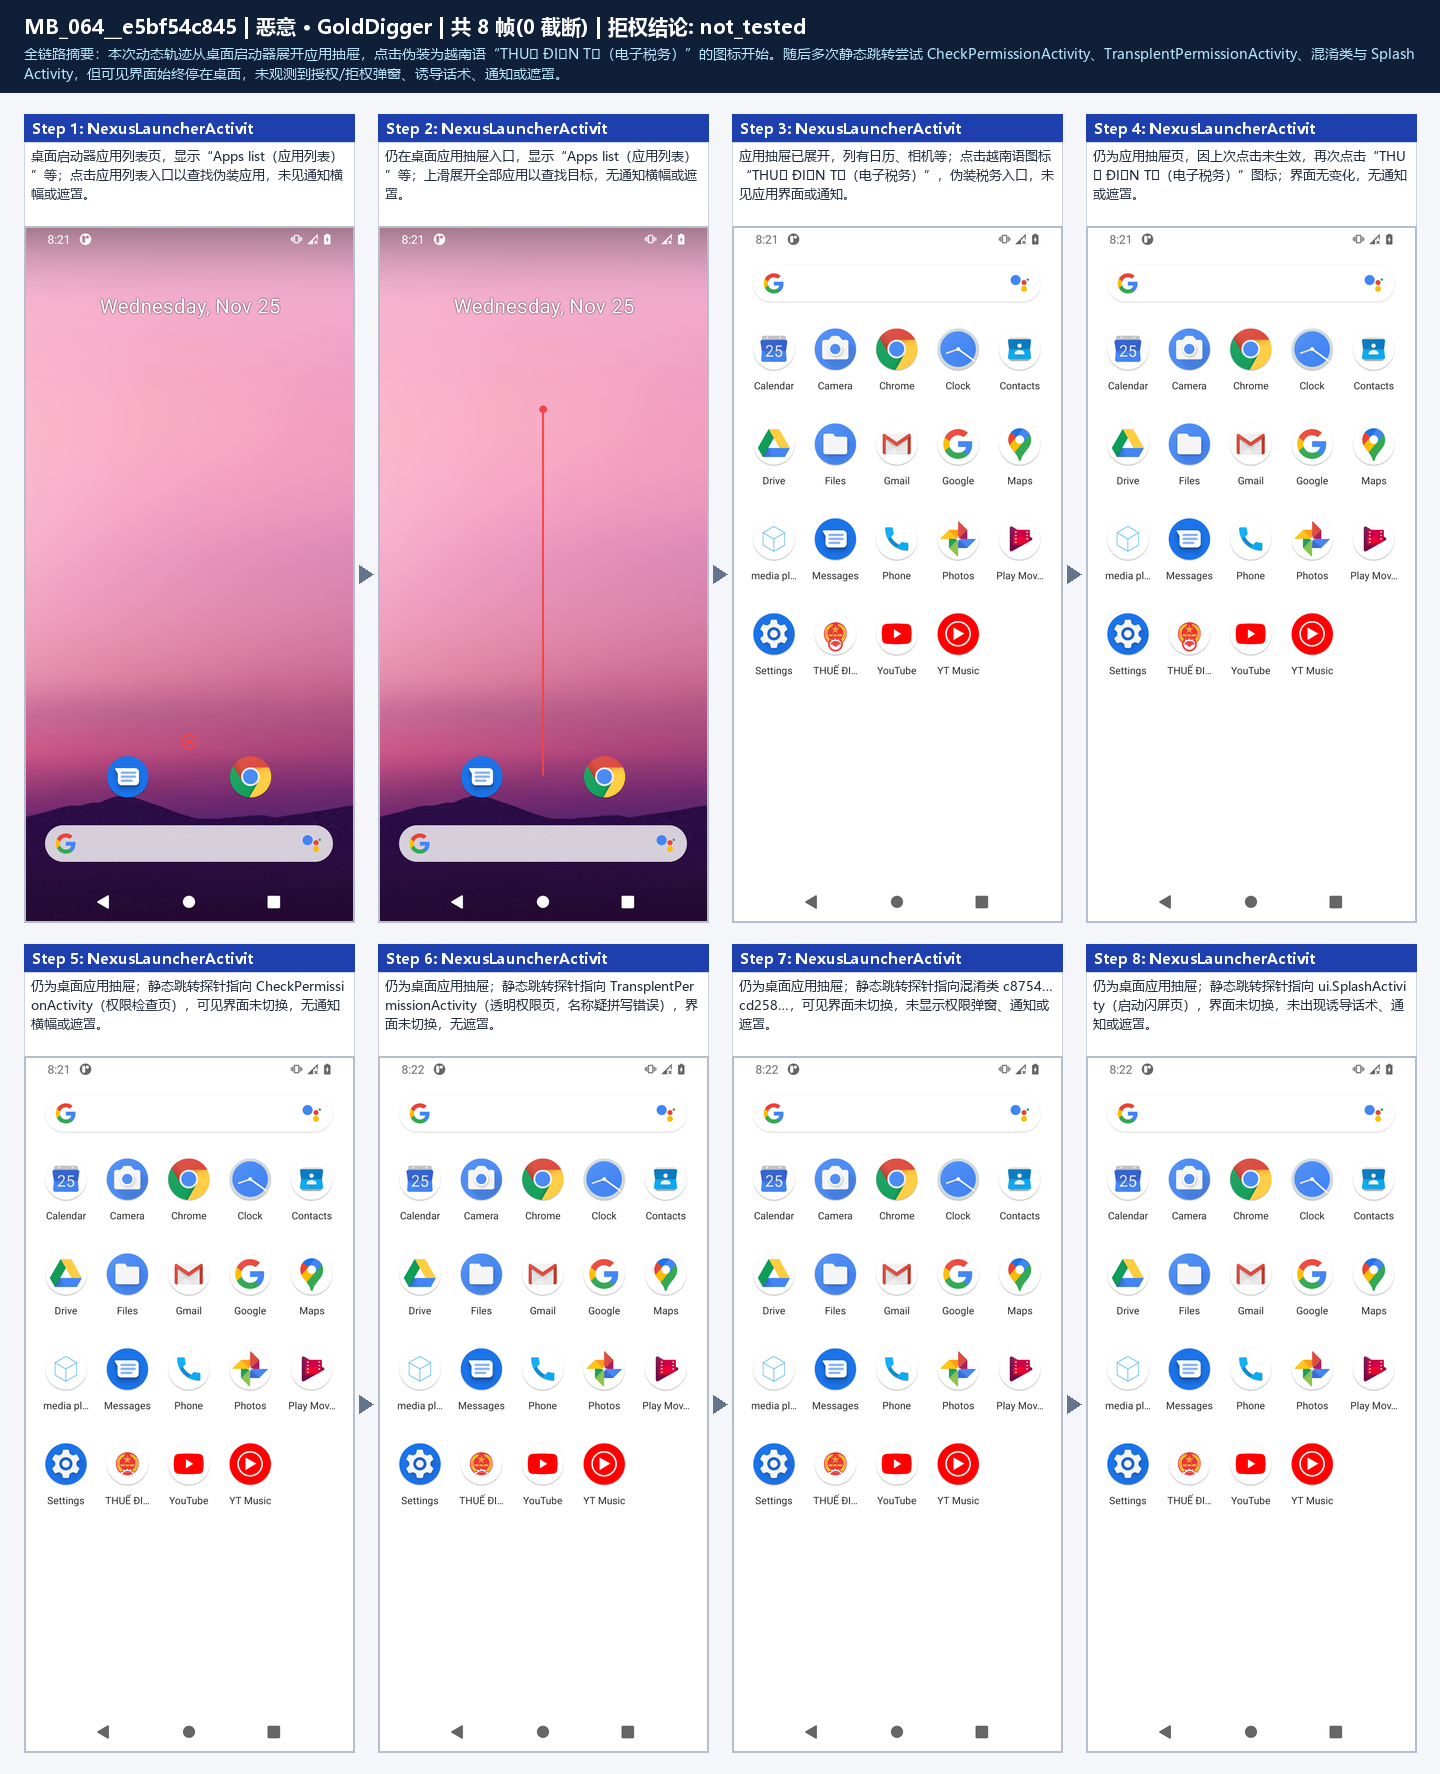 MB_064__e5bf54c845 | 恶意 • GoldDigger | 共 8 帧(0 截断) | 拒权结论: not_tested
全链路摘要：本次动态轨迹从桌面启动器展开应用抽屉，点击伪装为越南语“THU□ ĐI□N T□（电子税务）”的图标开始。随后多次静态跳转尝试 CheckPermissionActivity、TransplentPermissionActivity、混淆类与 Splash
Activity，但可见界面始终停在桌面，未观测到授权/拒权弹窗、诱导话术、通知或遮罩。
Step 1: NexusLauncherActivit
桌面启动器应用列表页，显示“Apps list（应用列表）
”等；点击应用列表入口以查找伪装应用，未见通知横
幅或遮罩。
8:21
Wednesday, Nov 25
Step 2: NexusLauncherActivit
仍在桌面应用抽屉入口，显示“Apps list（应用列表）
”等；上滑展开全部应用以查找目标，无通知横幅或遮
罩。
8:21
Wednesday, Nov 25
Step 3: NexusLauncherActivit
应用抽屉已展开，列有日历、相机等；点击越南语图标
“THU□ ĐI□N T□（电子税务）”，伪装税务入口，未
见应用界面或通知。
8:21
25
Calendar Camera Chrome Clock Contacts
Drive Files Gmail Google Maps
media pl... Messages Phone Photos Play Mov...
Settings THUẾ ĐI... YouTube YT Music
Step 4: NexusLauncherActivit
仍为应用抽屉页，因上次点击未生效，再次点击“THU
□ ĐI□N T□（电子税务）”图标；界面无变化，无通知
或遮罩。
8:21
25
Calendar Camera Chrome Clock Contacts
Drive Files Gmail Google Maps
media pl... Messages Phone Photos Play Mov...
Settings THUẾ ĐI... YouTube YT Music
Step 5: NexusLauncherActivit
仍为桌面应用抽屉；静态跳转探针指向 CheckPermissi
onActivity（权限检查页），可见界面未切换，无通知
横幅或遮罩。
8:21
25
Calendar Camera Chrome Clock Contacts
Drive Files Gmail Google Maps
media pl... Messages Phone Photos Play Mov...
Settings THUẾ ĐI... YouTube YT Music
Step 6: NexusLauncherActivit
仍为桌面应用抽屉；静态跳转探针指向 TransplentPer
missionActivity（透明权限页，名称疑拼写错误），界
面未切换，无遮罩。
8:22
25
Calendar Camera Chrome Clock Contacts
Drive Files Gmail Google Maps
media pl... Messages Phone Photos Play Mov...
Settings THUẾ ĐI... YouTube YT Music
Step 7: NexusLauncherActivit
仍为桌面应用抽屉；静态跳转探针指向混淆类 c8754...
cd258...，可见界面未切换，未显示权限弹窗、通知或
遮罩。
8:22
25
Calendar Camera Chrome Clock Contacts
Drive Files Gmail Google Maps
media pl... Messages Phone Photos Play Mov...
Settings THUẾ ĐI... YouTube YT Music
Step 8: NexusLauncherActivit
仍为桌面应用抽屉；静态跳转探针指向 ui.SplashActivi
ty（启动闪屏页），界面未切换，未出现诱导话术、通
知或遮罩。
8:22
25
Calendar Camera Chrome Clock Contacts
Drive Files Gmail Google Maps
media pl... Messages Phone Photos Play Mov...
Settings THUẾ ĐI... YouTube YT Music